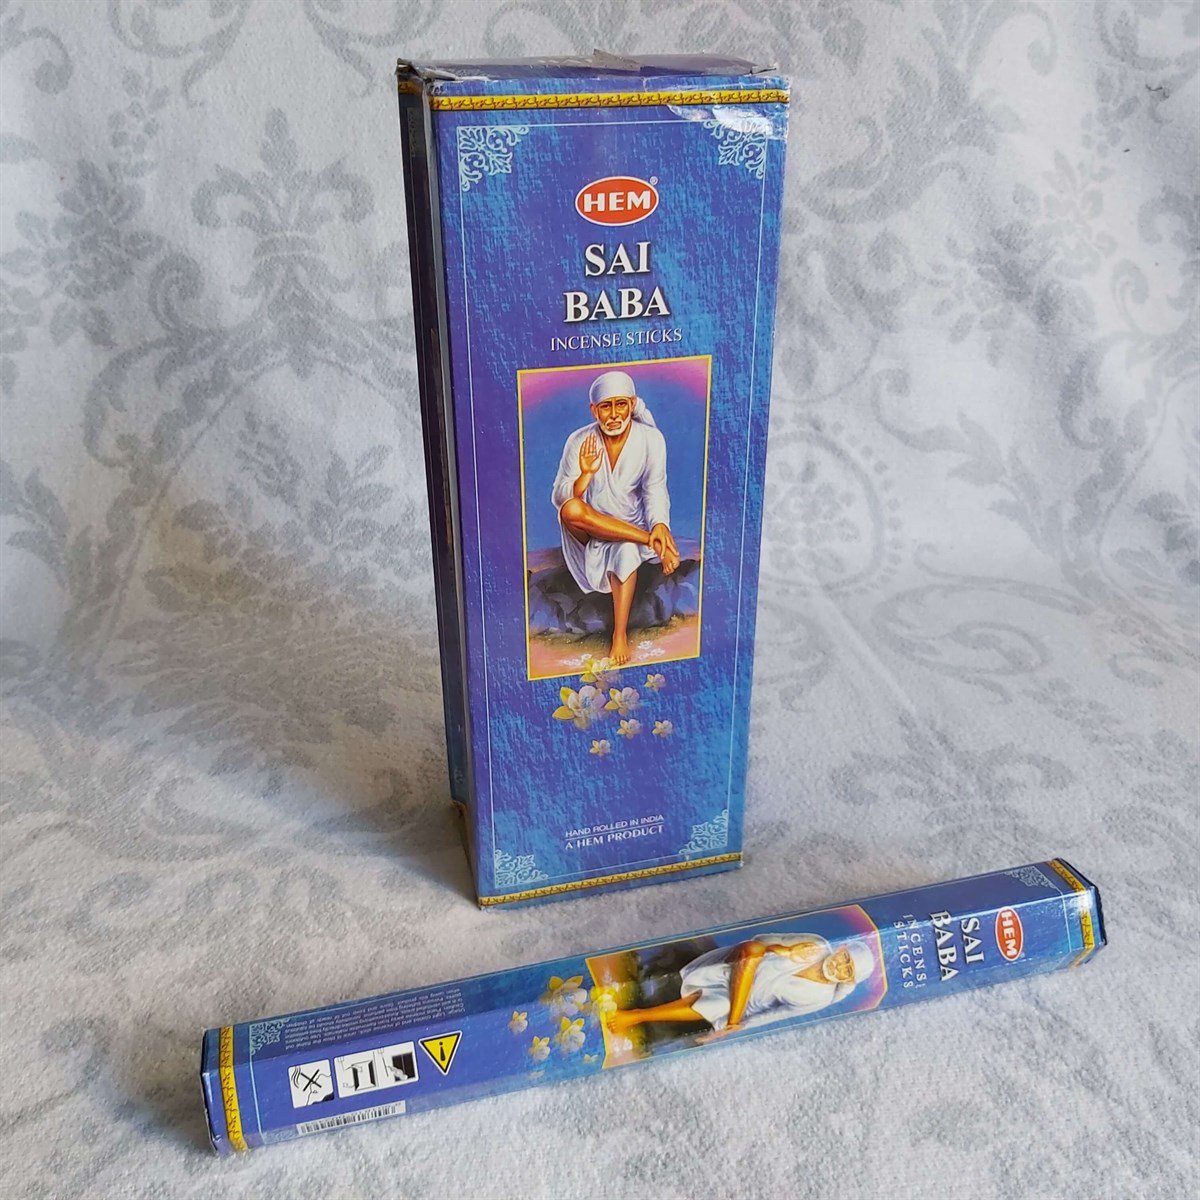 HEM®
SAI
BABA
INCENSE STICKS
HAND ROLLED IN INDIA
A HEM PRODUCT
HEM
SAI
BABA
INCENSE
STICKS